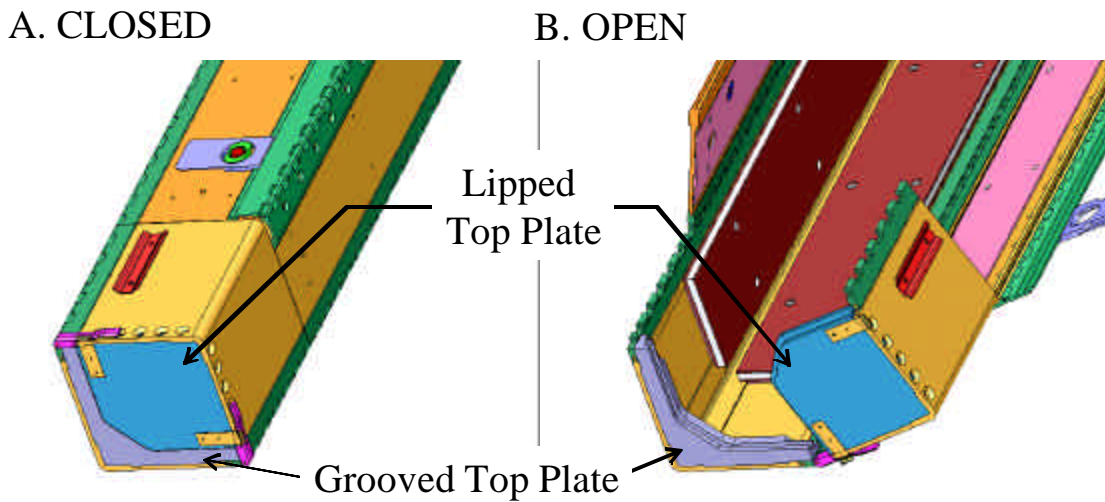 A. CLOSED
B. OPEN
Lipped
Top Plate
Grooved Top Plate